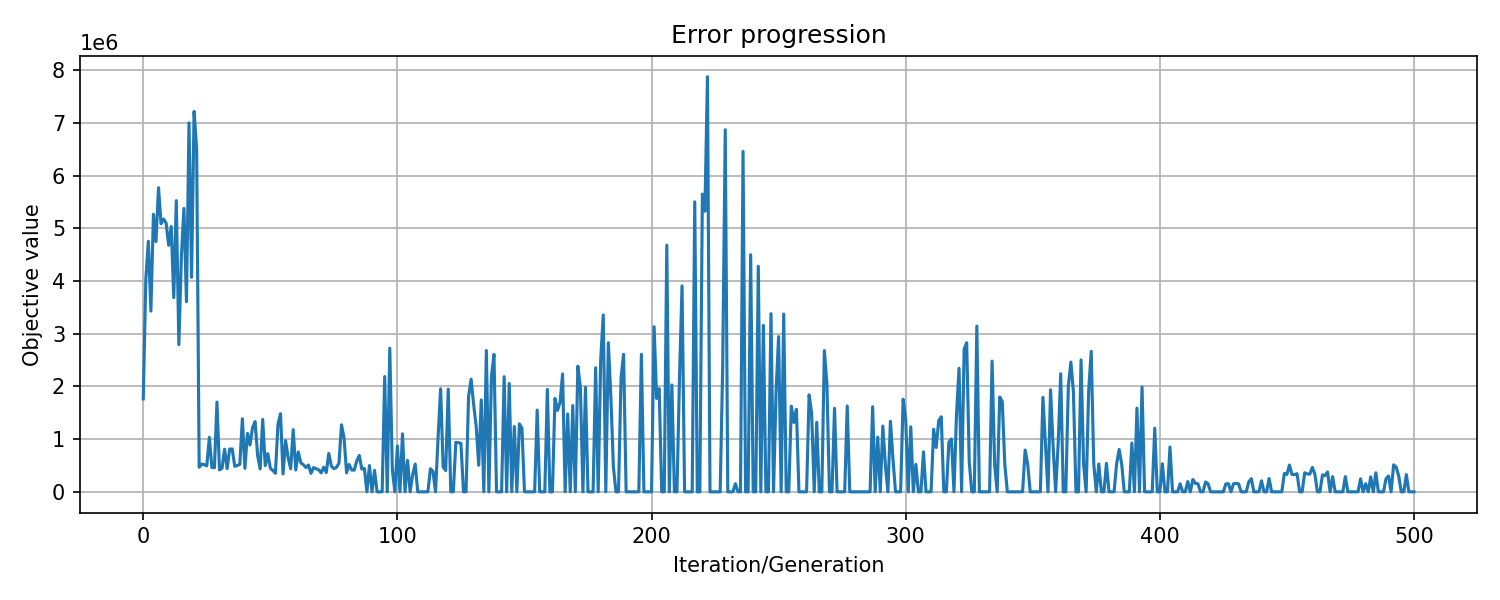 Error progression
1e6
8
7
6
5
4
3
2
1
0
Objective value
0 100 200 300 400 500
Iteration/Generation